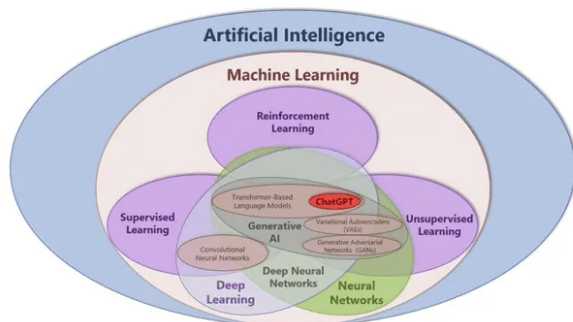 Artificial Intelligence
Machine Learning
Reinforcement
Learning
Transformer-Based
Language Models
ChatGPT
Supervised
Learning
Generative
AI
Variational Autoencoders
(VAEs)
Unsupervised
Learning
Convolutional
Neural Networks
Generative Adversarial
Networks (GANs)
Deep Neural
Networks
Deep
Learning
Neural
Networks